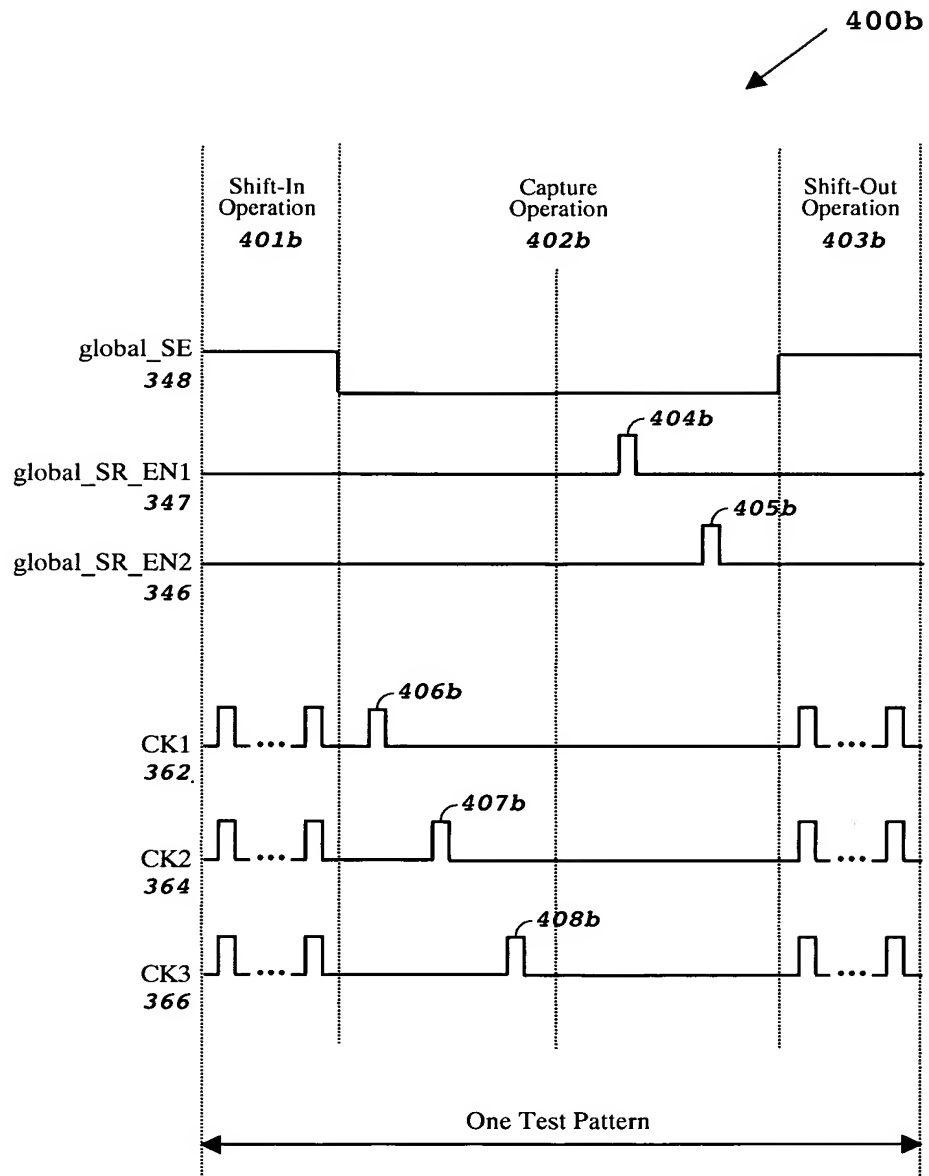 400b
Shift-In
Operation
401b
Capture
Operation
402b
Shift-Out
Operation
403b
global_SE
348
404b
global_SR_EN1
347
405b
global_SR_EN2
346
406b
CK1
362
407b
CK2
364
408b
CK3
366
One Test Pattern